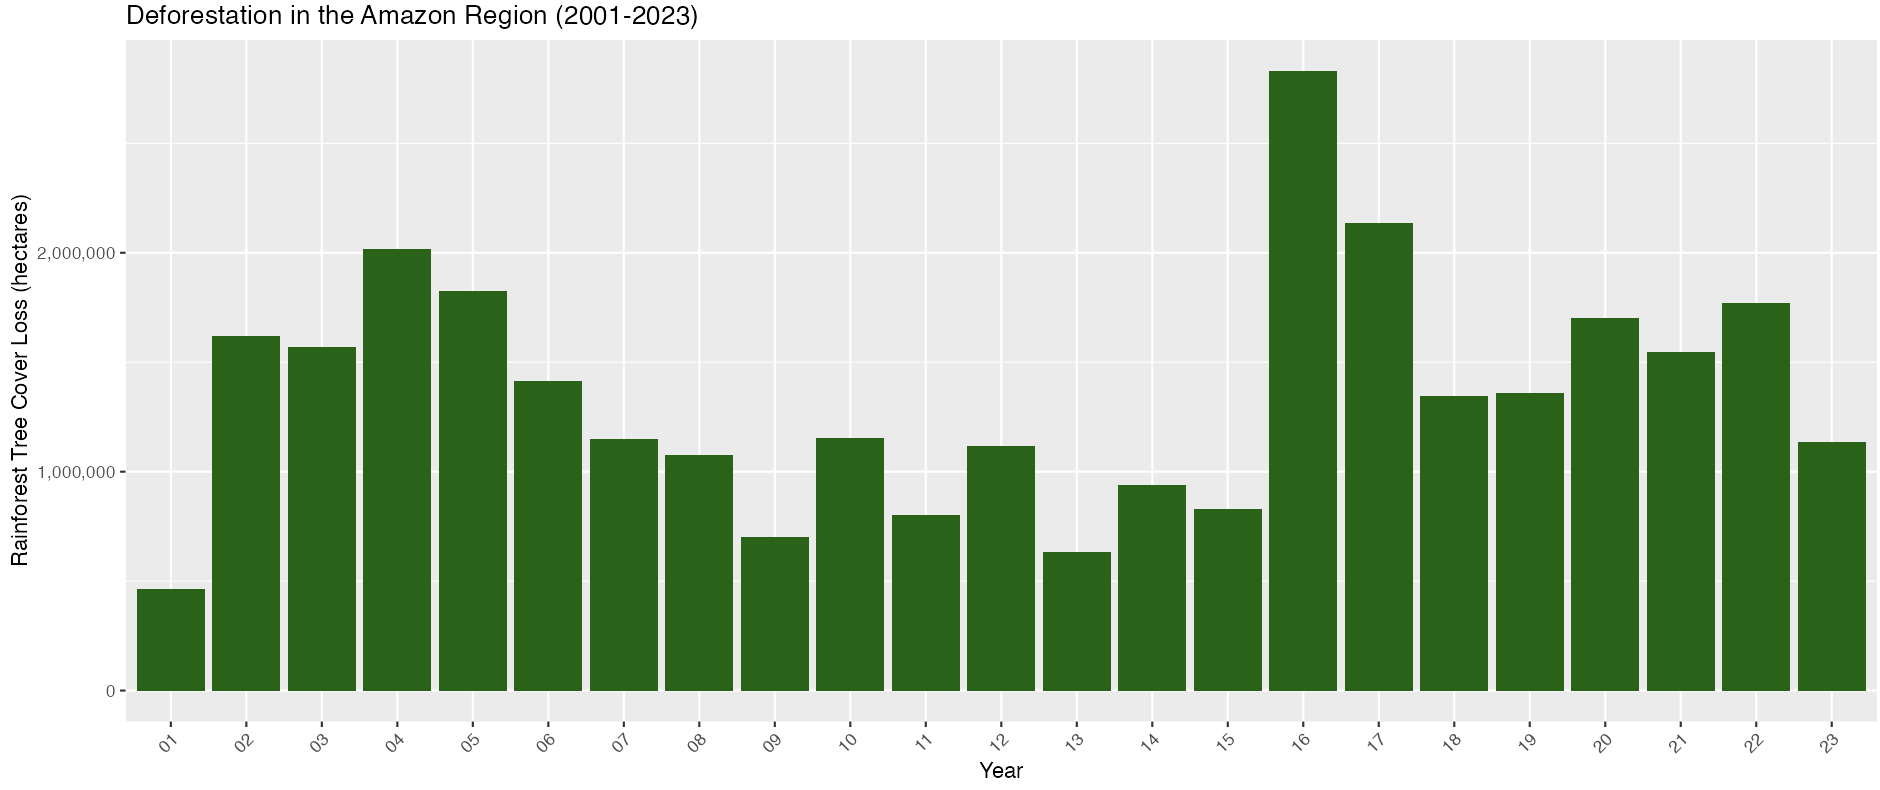 Deforestation in the Amazon Region (2001-2023)
Rainforest Tree Cover Loss (hectares)
2,000,000
1,000,000
0
01 02 03 04 05 06 07 08 09 10 11 12 13 14 15 16 17 18 19 20 21 22 23
Year